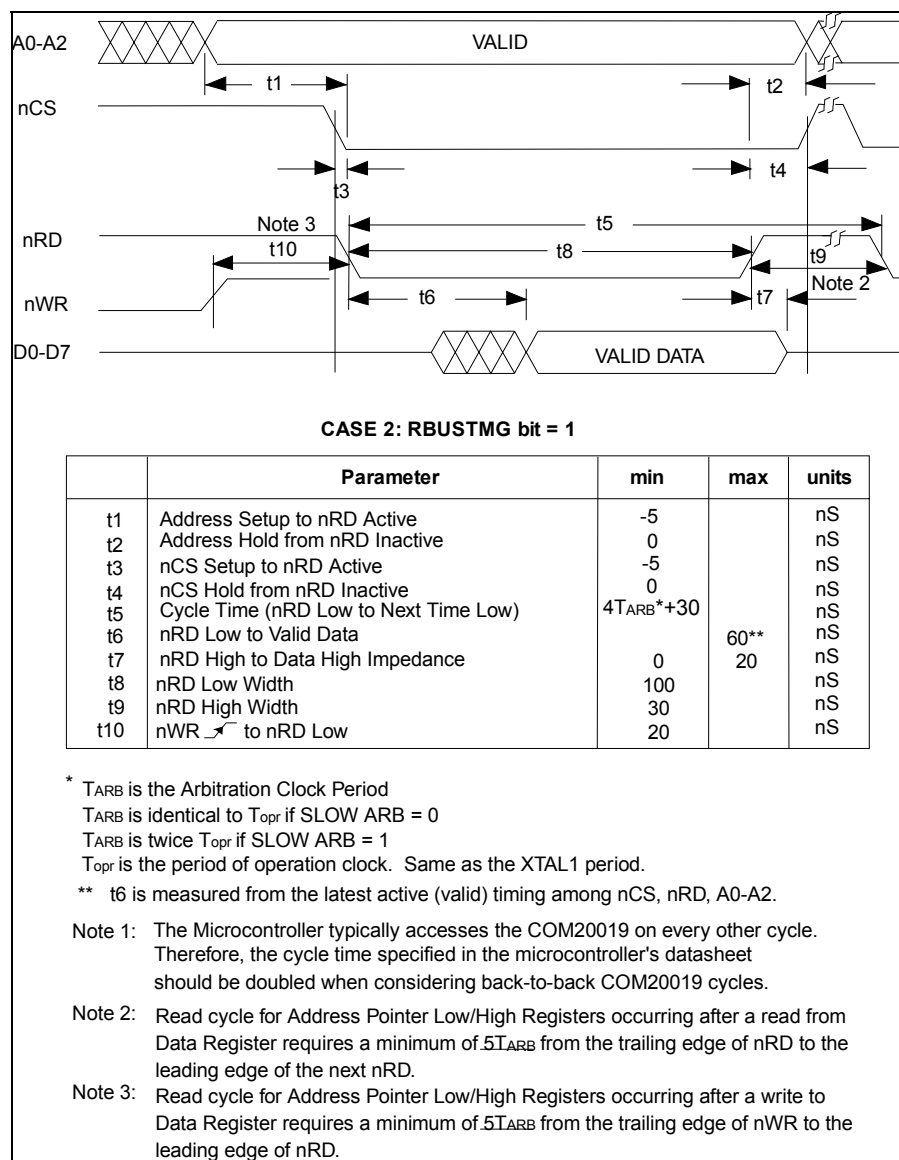 A0-A2 VALID
t1 t2
nCS
t4
t3
Note 3 t5
nRD
t10 t8 t9
Note 2
t6 t7
nWR
D0-D7 VALID DATA
CASE 2: RBUSTMG bit = 1
Parameter min max units
t1 Address Setup to nRD Active -5 nS
t2 Address Hold from nRD Inactive 0 nS
t3 nCS Setup to nRD Active -5 nS
t4 nCS Hold from nRD Inactive 0 nS
t5 Cycle Time (nRD Low to Next Time Low) 4TARB*+30 nS
t6 nRD Low to Valid Data 60** nS
t7 nRD High to Data High Impedance 0 20 nS
t8 nRD Low Width 100 nS
t9 nRD High Width 30 nS
t10 nWR to nRD Low 20 nS
* TARB is the Arbitration Clock Period
TARB is identical to Topr if SLOW ARB = 0
TARB is twice Topr if SLOW ARB = 1
Topr is the period of operation clock. Same as the XTAL1 period.
** t6 is measured from the latest active (valid) timing among nCS, nRD, A0-A2.
Note 1: The Microcontroller typically accesses the COM20019 on every other cycle.
Therefore, the cycle time specified in the microcontroller's datasheet
should be doubled when considering back-to-back COM20019 cycles.
Note 2: Read cycle for Address Pointer Low/High Registers occurring after a read from
Data Register requires a minimum of 5TARB from the trailing edge of nRD to the
leading edge of the next nRD.
Note 3: Read cycle for Address Pointer Low/High Registers occurring after a write to
Data Register requires a minimum of 5TARB from the trailing edge of nWR to the
leading edge of nRD.